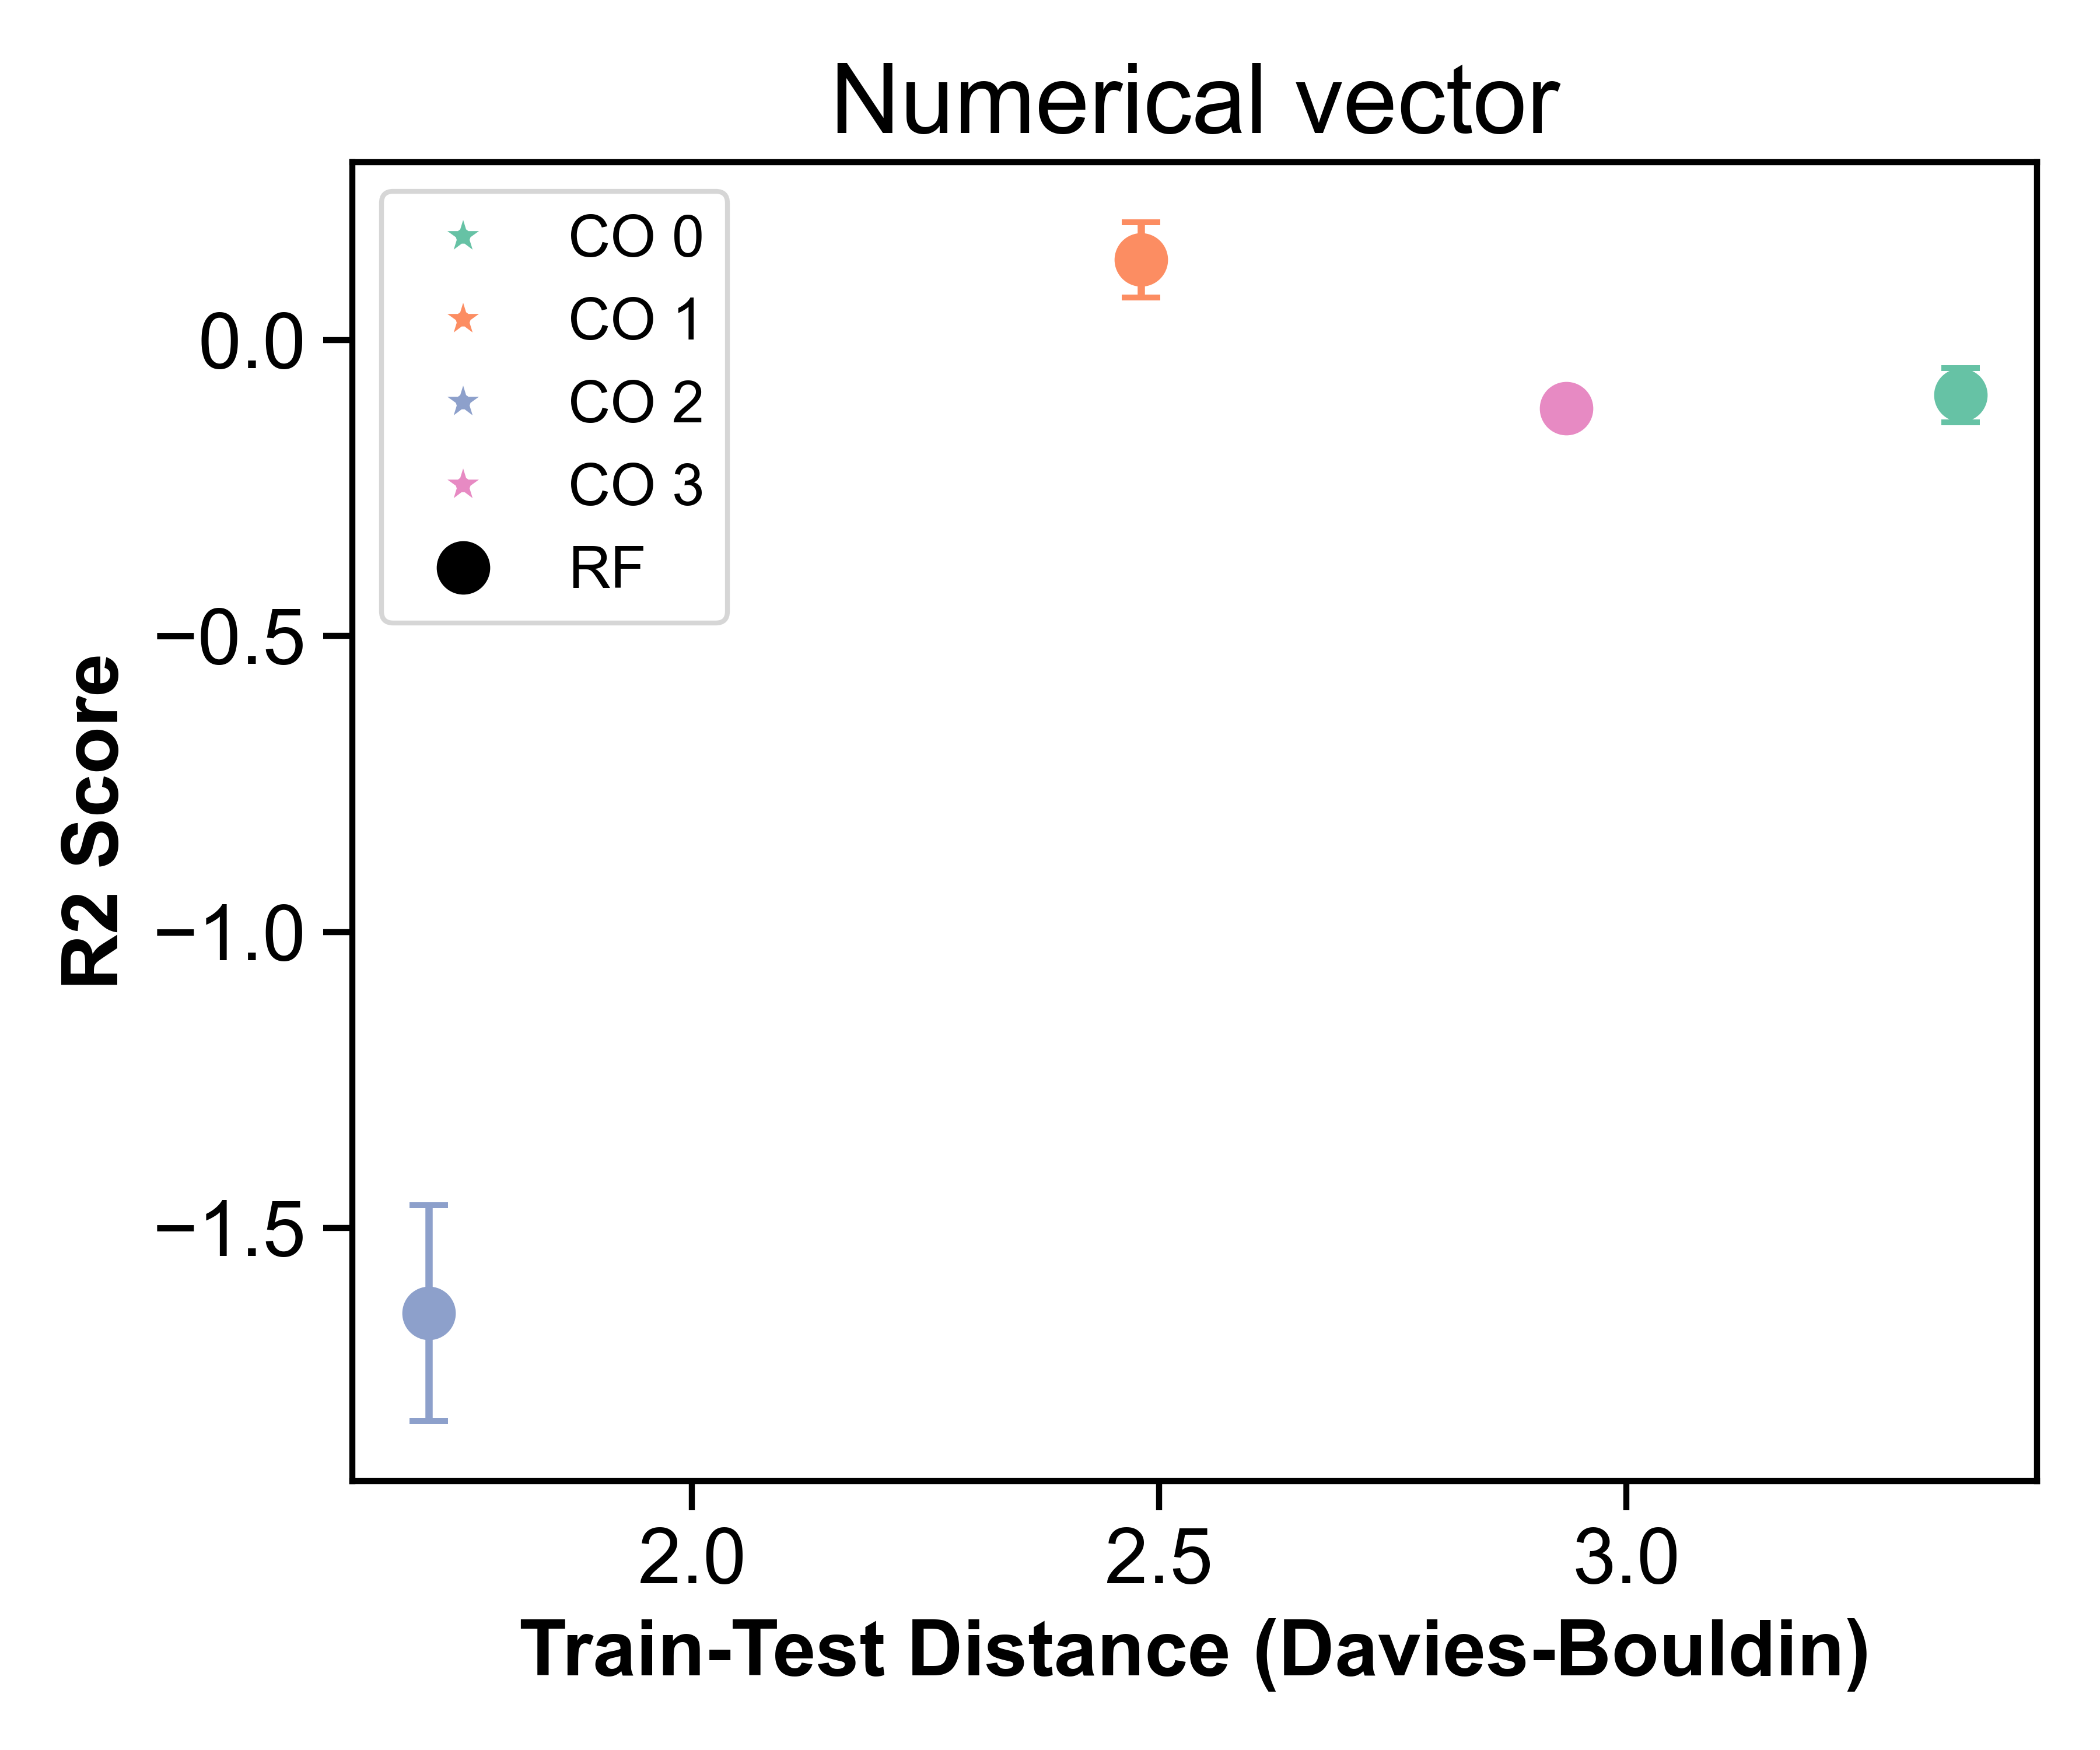 Numerical vector
CO 0
CO 1
CO 2
CO 3
RF
0.0
−0.5
−1.0
−1.5
R2 Score
2.0
2.5
3.0
Train-Test Distance (Davies-Bouldin)